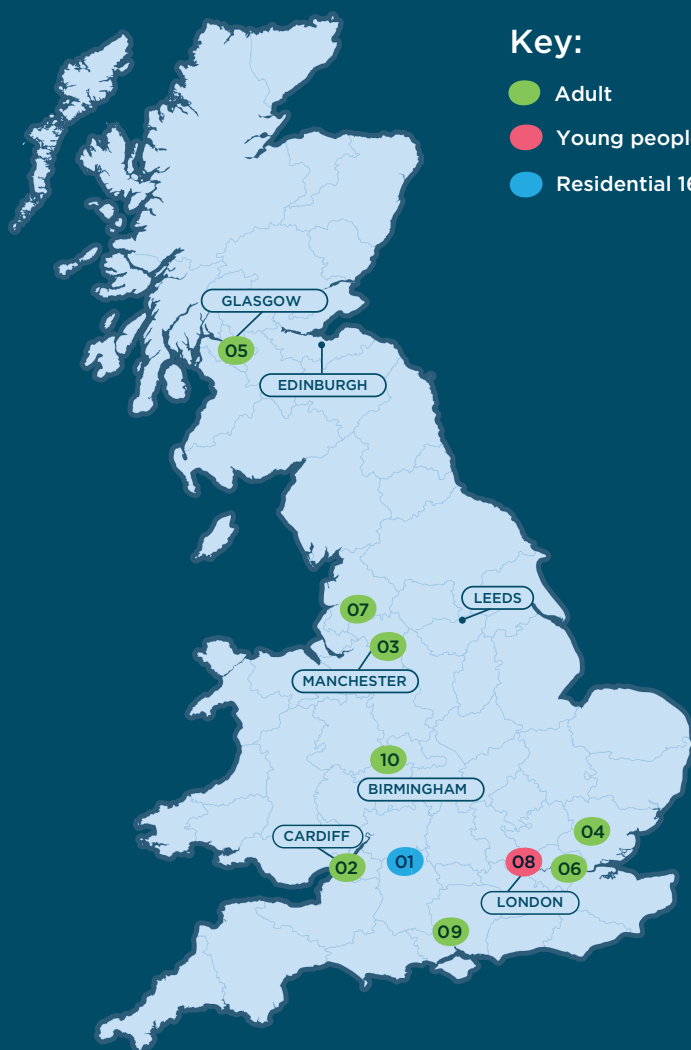 Key:
Adult
Young peopl
Residential 16
GLASGOW
05
EDINBURGH
LEEDS
07
03
MANCHESTER
10
BIRMINGHAM
CARDIFF
02
01
08
04
06
LONDON
09